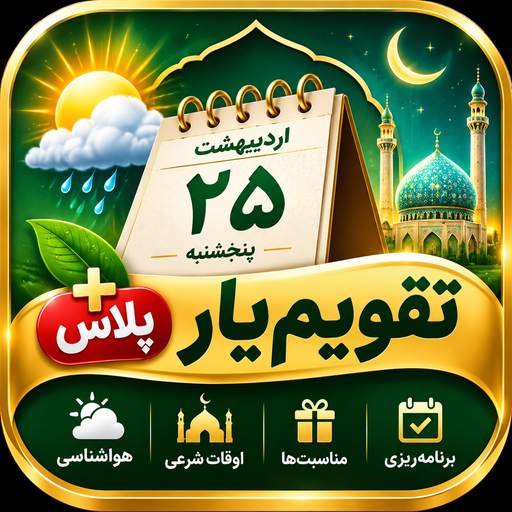 اردیبهشت
۲۵
پنجشنبه
تقویم‌یار
پلاس +
برنامه‌ریزی
مناسبت‌ها
اوقات شرعی
هواشناسی